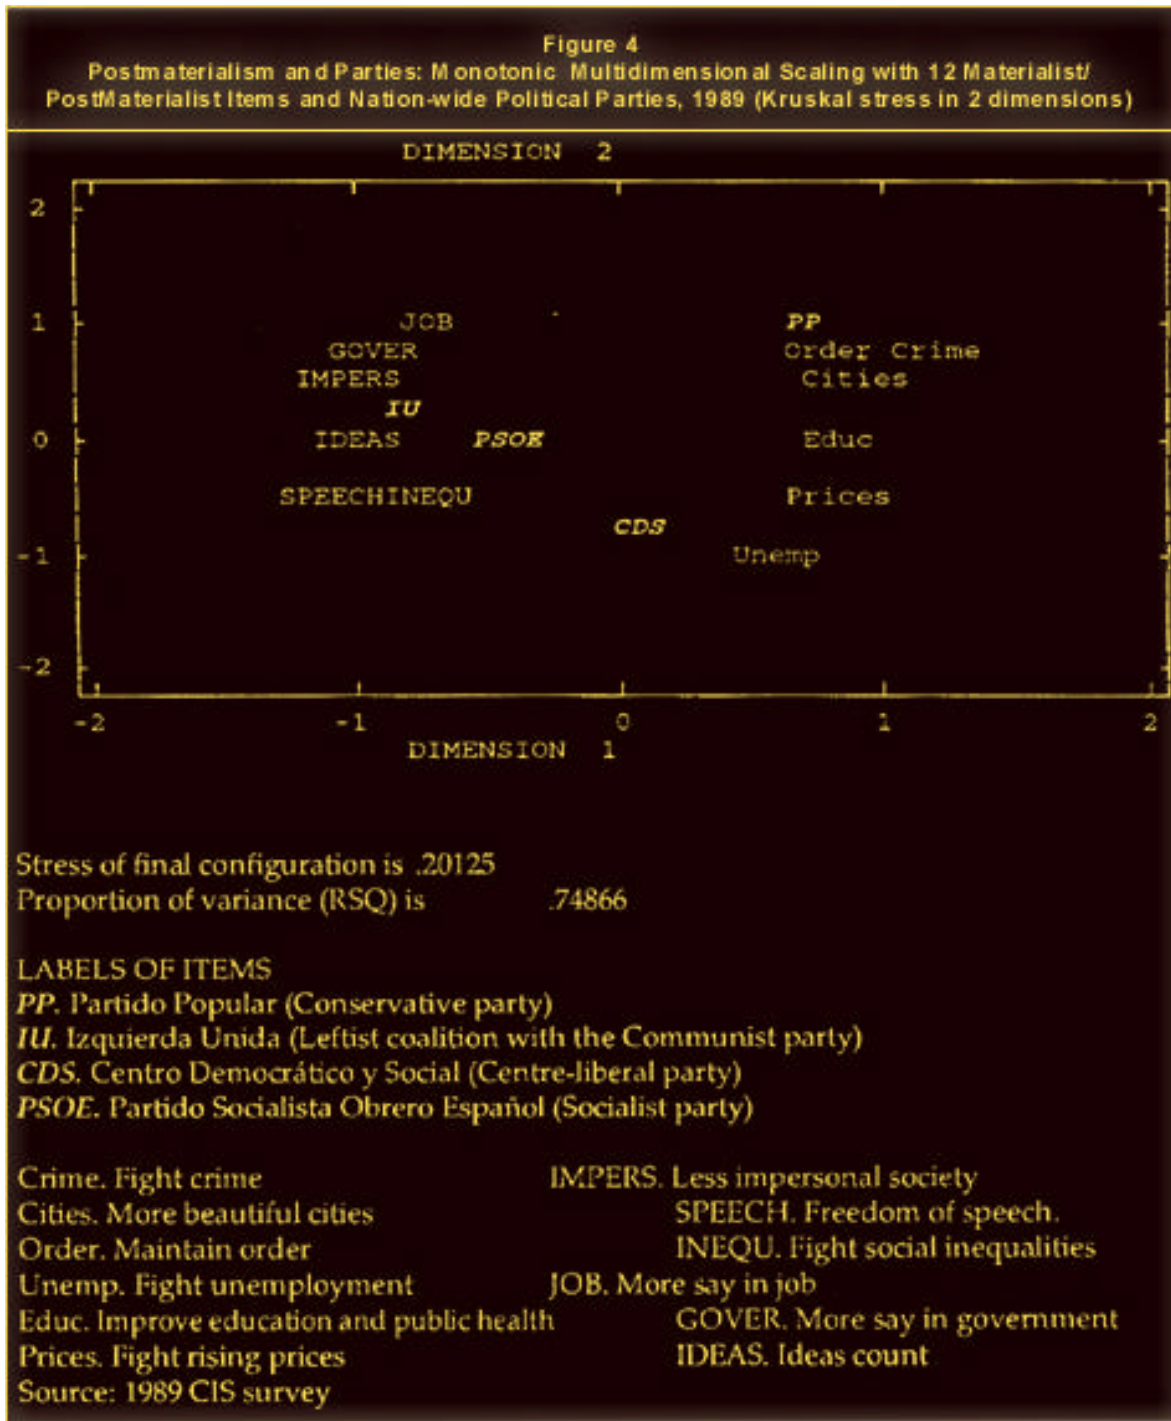 Figure 4
Postmaterialism and Parties: Monotonic Multidimensional Scaling with 12 Materialist/
PostMaterialist Items and Nation-wide Political Parties, 1989 (Kruskal stress in 2 dimensions)
DIMENSION 2
2
1 JOB PP
GOVER Order Crime
IMPERS Cities
IU
0 IDEAS PSOE Educ
SPEECHINEQU Prices
CDS
-1 Unemp
-2
-2 -1 0 1 2
DIMENSION 1
Stress of final configuration is .20125
Proportion of variance (RSQ) is .74866
LABELS OF ITEMS
PP. Partido Popular (Conservative party)
IU. Izquierda Unida (Leftist coalition with the Communist party)
CDS. Centro Democrático y Social (Centre-liberal party)
PSOE. Partido Socialista Obrero Español (Socialist party)
Crime. Fight crime IMPERS. Less impersonal society
Cities. More beautiful cities SPEECH. Freedom of speech.
Order. Maintain order INEQU. Fight social inequalities
Unemp. Fight unemployment JOB. More say in job
Educ. Improve education and public health GOVER. More say in government
Prices. Fight rising prices IDEAS. Ideas count
Source: 1989 CIS survey